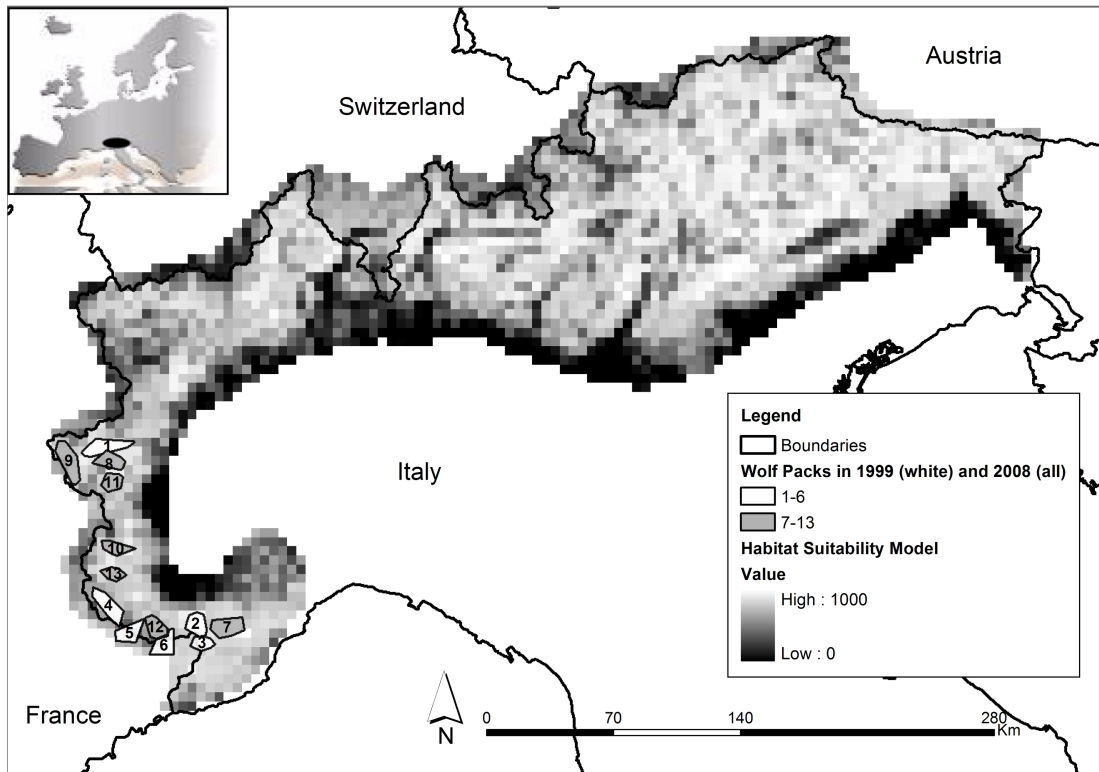 Austria
Switzerland
Italy
France
1
9
8
11
10
13
4
5
12
6
2
3
7
Legend
Boundaries
Wolf Packs in 1999 (white) and 2008 (all)
1-6
7-13
Habitat Suitability Model
Value
High : 1000
Low : 0
N
0 70 140 280
Km